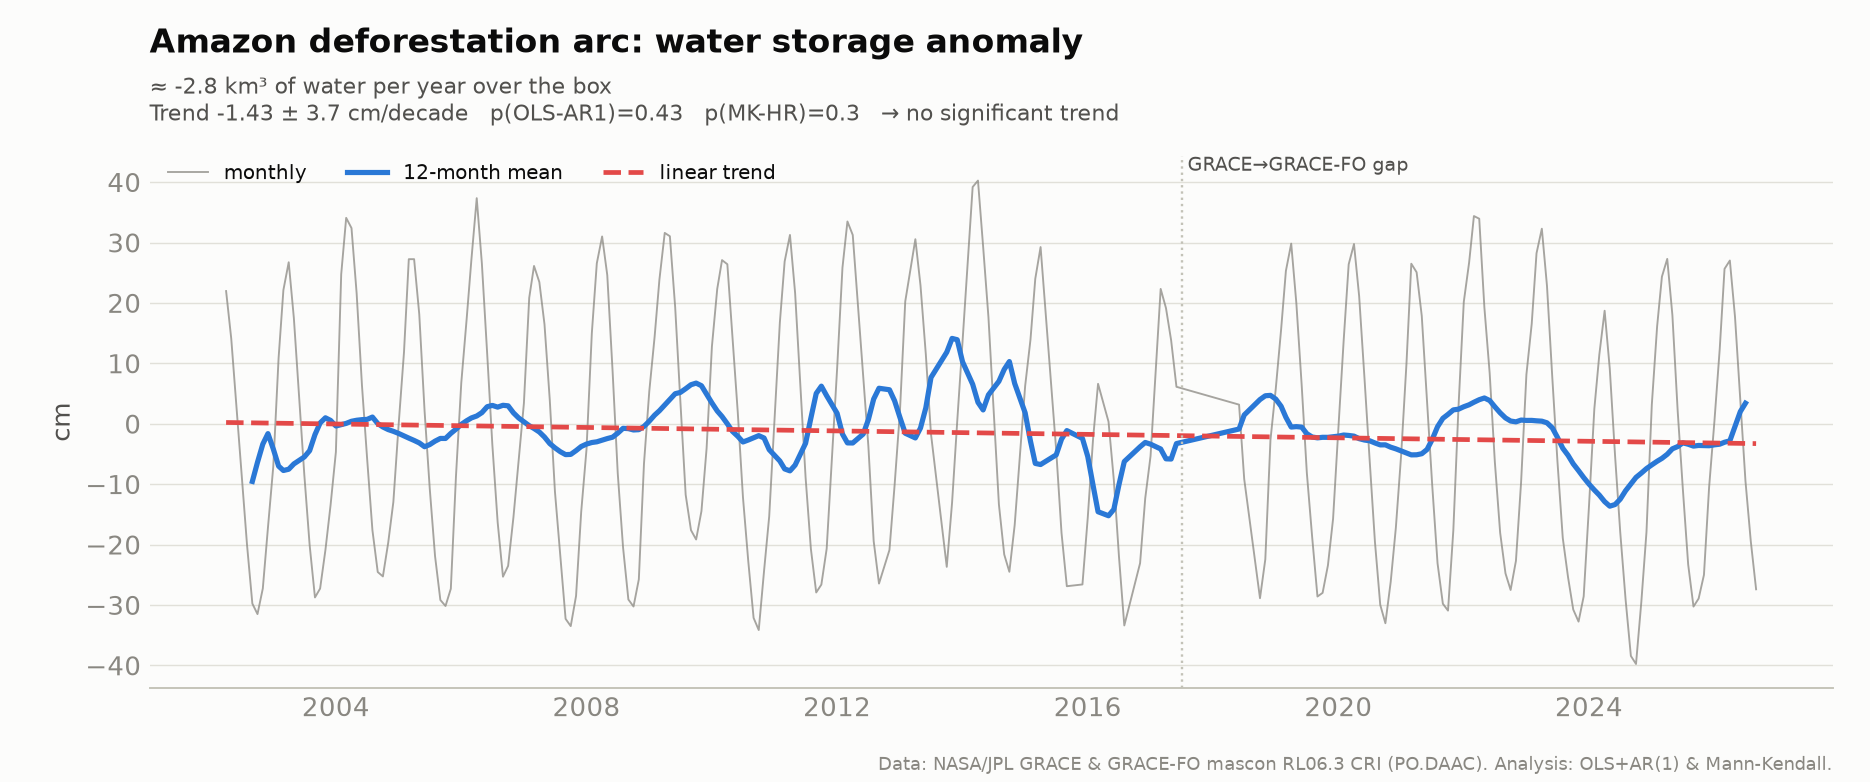 Amazon deforestation arc: water storage anomaly
≈ -2.8 km³ of water per year over the box
Trend -1.43 ± 3.7 cm/decade   p(OLS-AR1)=0.43   p(MK-HR)=0.3   → no significant trend
monthly   12-month mean   linear trend
GRACE→GRACE-FO gap
40
30
20
10
0
−10
−20
−30
−40
cm
2004 2008 2012 2016 2020 2024
Data: NASA/JPL GRACE & GRACE-FO mascon RL06.3 CRI (PO.DAAC). Analysis: OLS+AR(1) & Mann-Kendall.